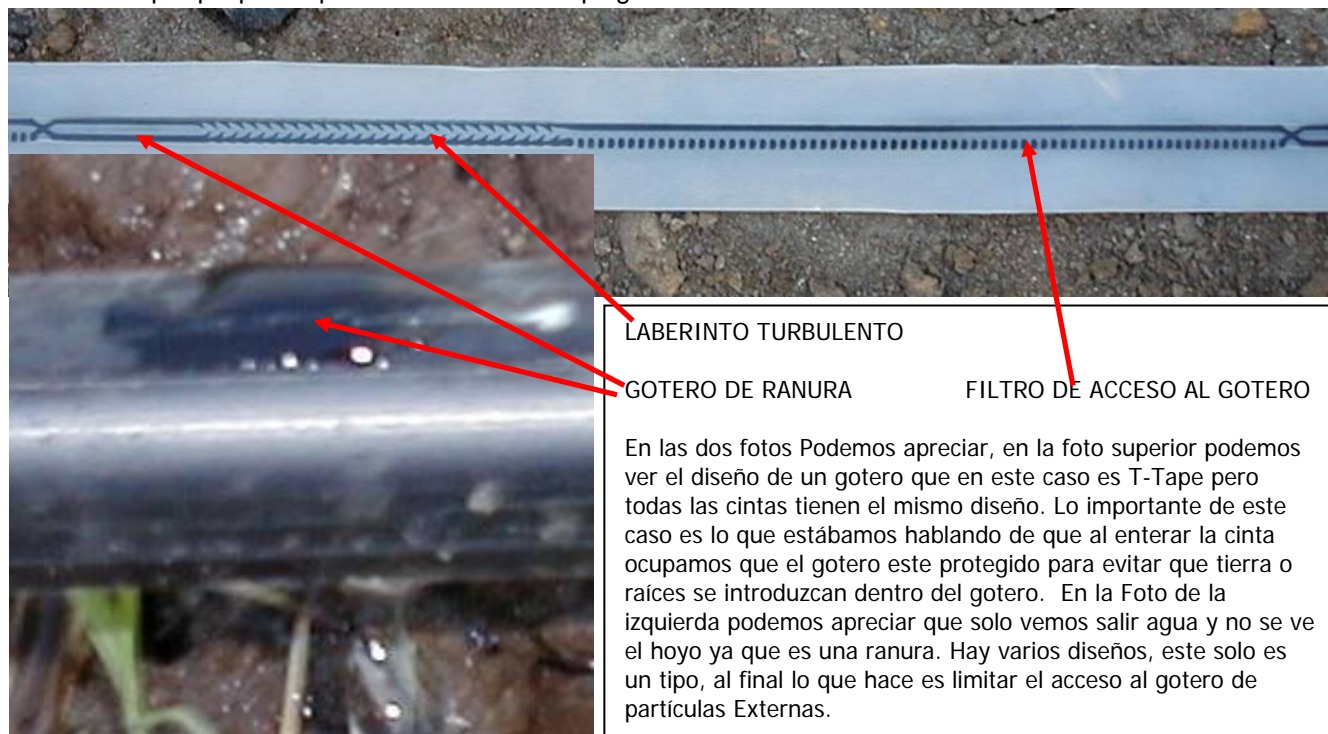 LABERINTO TURBULENTO
GOTERO DE RANURA FILTRO DE ACCESO AL GOTERO
En las dos fotos Podemos apreciar, en la foto superior podemos
ver el diseño de un gotero que en este caso es T-Tape pero
todas las cintas tienen el mismo diseño. Lo importante de este
caso es lo que estábamos hablando de que al enterar la cinta
ocupamos que el gotero este protegido para evitar que tierra o
raíces se introduzcan dentro del gotero. En la Foto de la
izquierda podemos apreciar que solo vemos salir agua y no se ve
el hoyo ya que es una ranura. Hay varios diseños, este solo es
un tipo, al final lo que hace es limitar el acceso al gotero de
partículas Externas.